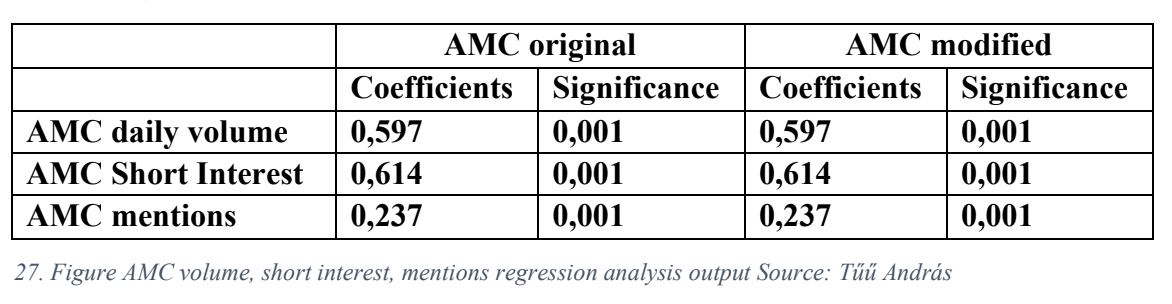 AMC original AMC modified
Coefficients Significance Coefficients Significance
AMC daily volume 0,597 0,001 0,597 0,001
AMC Short Interest 0,614 0,001 0,614 0,001
AMC mentions 0,237 0,001 0,237 0,001
27. Figure AMC volume, short interest, mentions regression analysis output Source: Tűű András